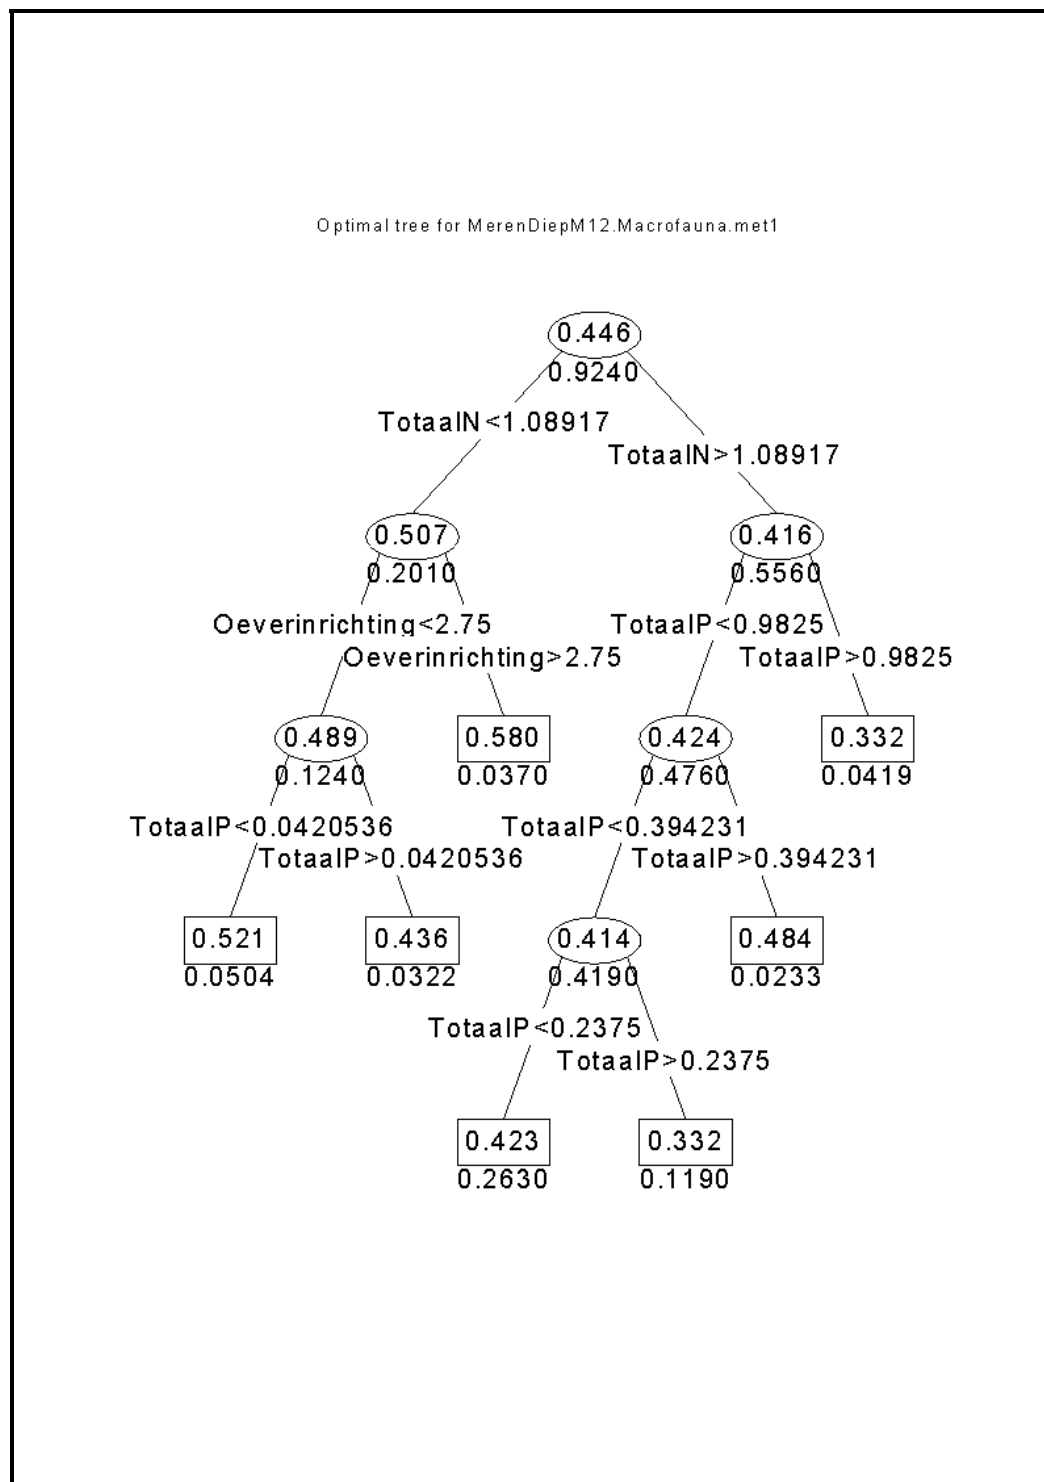 Optimal tree for MerenDiepM12.Macrofauna.met1
0.446
0.9240
TotaalN<1.08917
TotaalN>1.08917
0.507
0.2010
0.416
0.5560
Oeverinrichting<2.75
TotaalP<0.9825
Oeverinrichting>2.75
TotaalP>0.9825
0.489
0.1240
0.580
0.0370
0.424
0.4760
0.332
0.0419
TotaalP<0.0420536
TotaalP<0.394231
TotaalP>0.0420536
TotaalP>0.394231
0.521
0.0504
0.436
0.0322
0.414
0.4190
0.484
0.0233
TotaalP<0.2375
TotaalP>0.2375
0.423
0.2630
0.332
0.1190